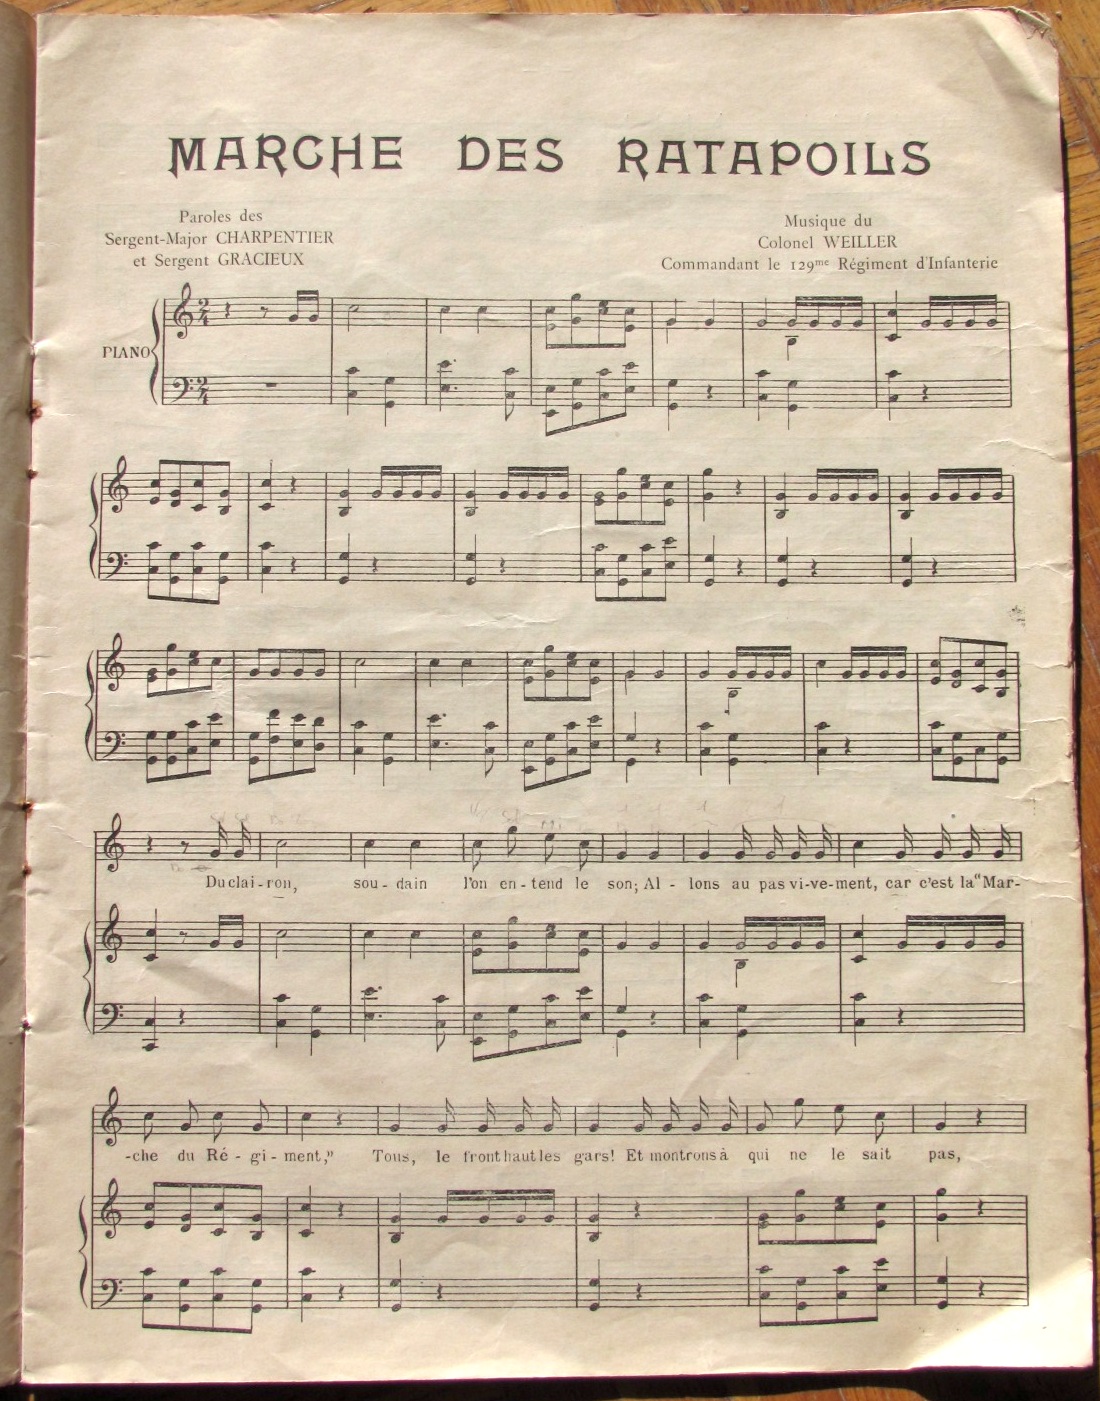 MARCHE DES RATAPOILS
Paroles des
Sergent-Major CHARPENTIER
et Sergent GRACIEUX
Musique du
Colonel WEILLER
Commandant le 129me Régiment d'Infanterie
PIANO
Du clai-ron, sou-dain l'on en-tend le son; Al-lons au pas vi-ve-ment, car c'est la "Mar-
-che du Ré-gi-ment," Tous, le front haut les gars! Et montrons à qui ne le sait pas,